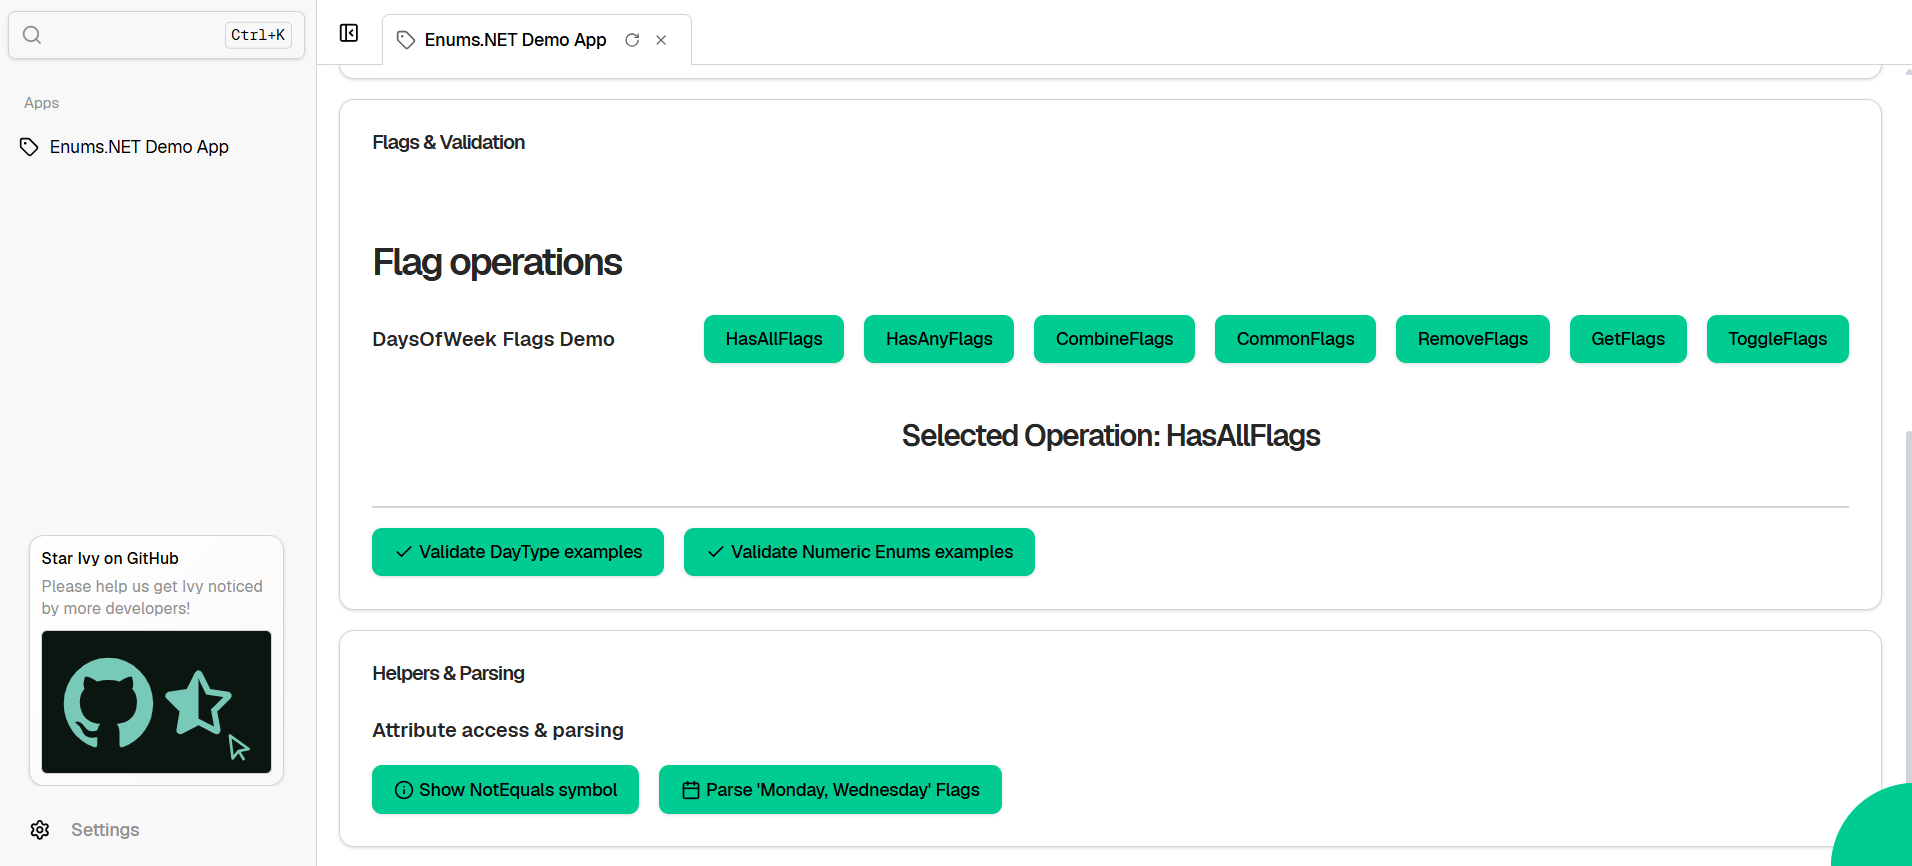 Ctrl+K
Apps
Enums.NET Demo App
Star Ivy on GitHub
Please help us get Ivy noticed
by more developers!
Settings
Enums.NET Demo App
Flags & Validation
Flag operations
DaysOfWeek Flags Demo
HasAllFlags
HasAnyFlags
CombineFlags
CommonFlags
RemoveFlags
GetFlags
ToggleFlags
Selected Operation: HasAllFlags
Validate DayType examples
Validate Numeric Enums examples
Helpers & Parsing
Attribute access & parsing
Show NotEquals symbol
Parse 'Monday, Wednesday' Flags